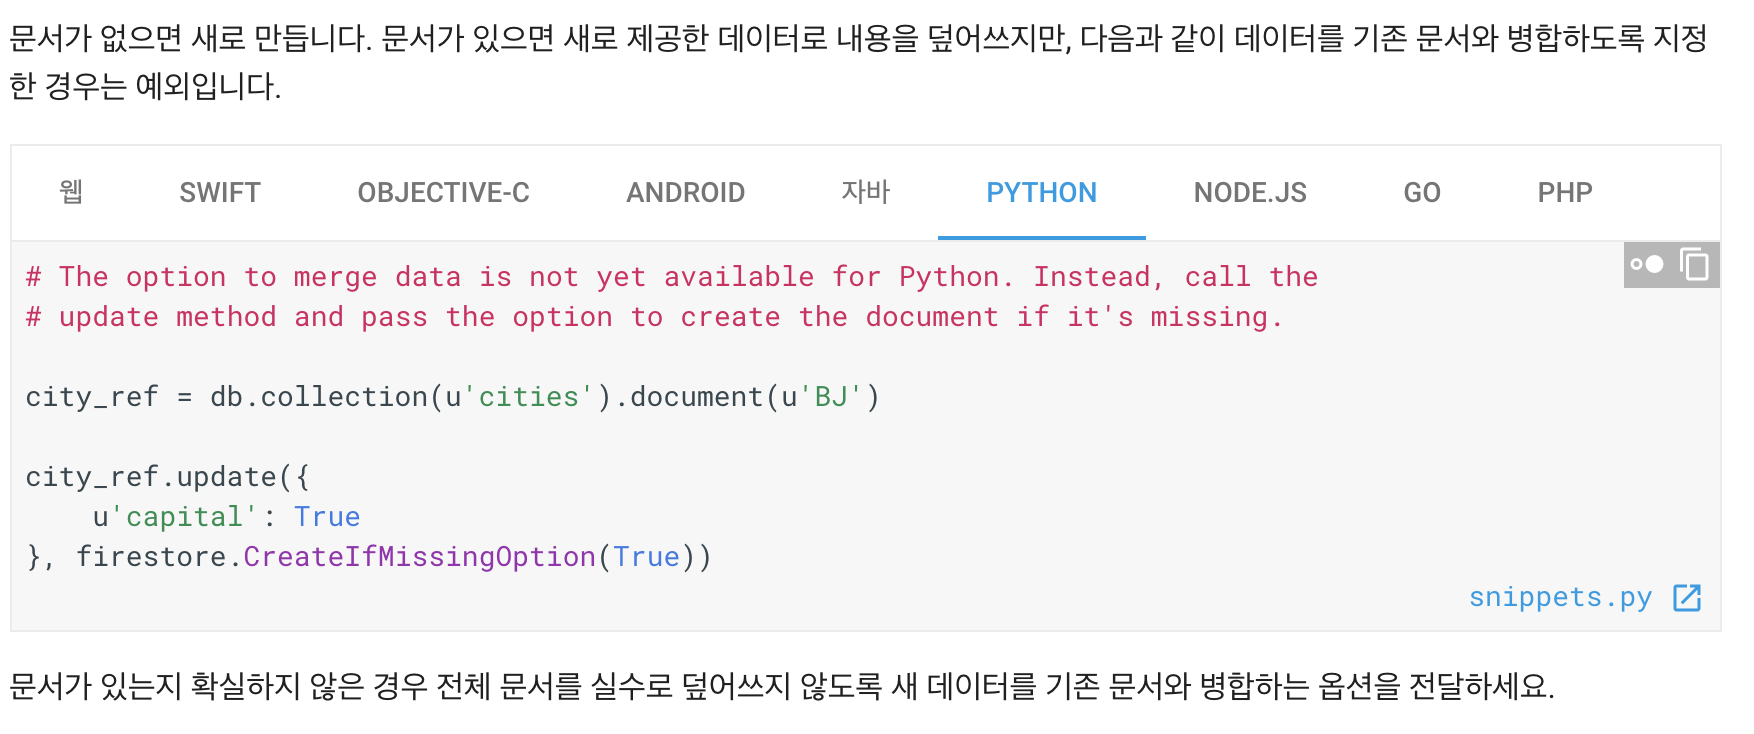 문서가 없으면 새로 만듭니다. 문서가 있으면 새로 제공한 데이터로 내용을 덮어쓰지만, 다음과 같이 데이터를 기존 문서와 병합하도록 지정
한 경우는 예외입니다.
웹 SWIFT OBJECTIVE-C ANDROID 자바 PYTHON NODE.JS GO PHP
# The option to merge data is not yet available for Python. Instead, call the
# update method and pass the option to create the document if it's missing.
city_ref = db.collection(u'cities').document(u'BJ')
city_ref.update({
    u'capital': True
}, firestore.CreateIfMissingOption(True))
snippets.py
문서가 있는지 확실하지 않은 경우 전체 문서를 실수로 덮어쓰지 않도록 새 데이터를 기존 문서와 병합하는 옵션을 전달하세요.